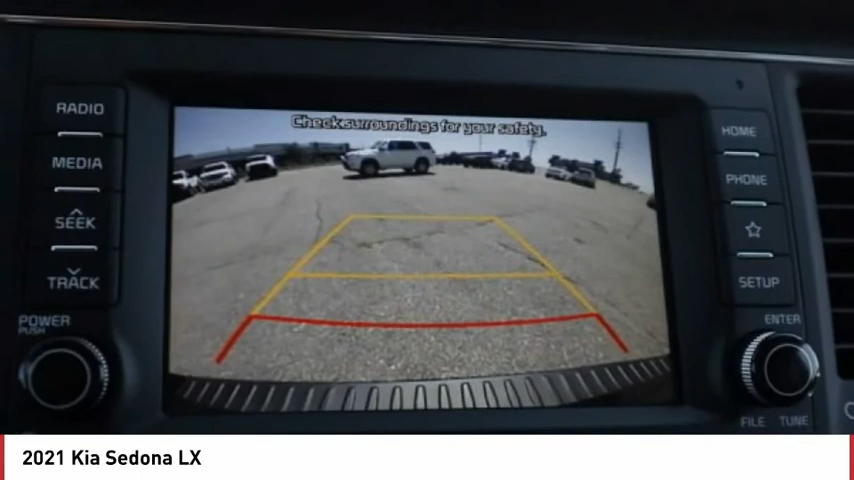 Check surroundings for your safety.
RADIO
MEDIA
SEEK
TRACK
POWER
PUSH
HOME
PHONE
SETUP
ENTER
FILE TUNE
2021 Kia Sedona LX